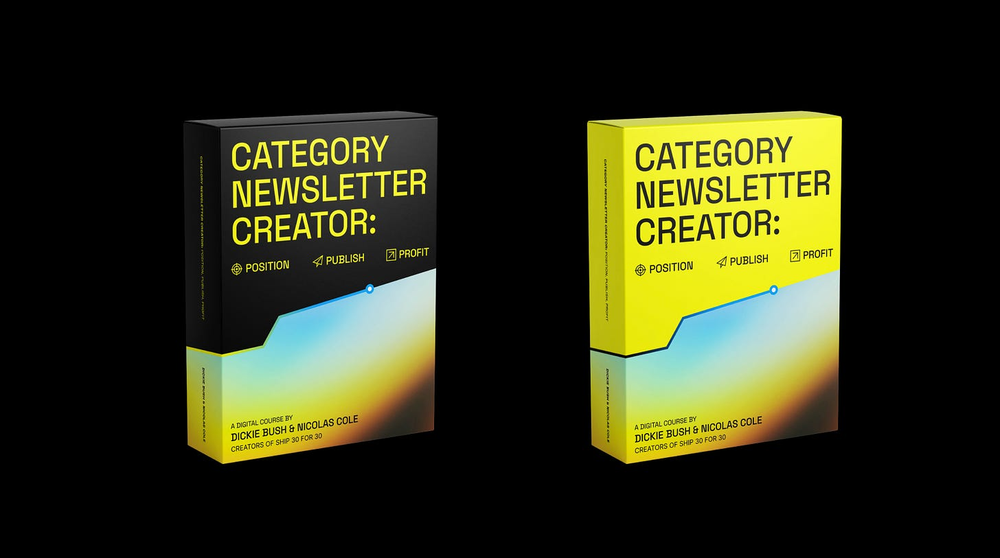 CATEGORY
NEWSLETTER
CREATOR:
POSITION PUBLISH PROFIT
A DIGITAL COURSE BY
DICKIE BUSH & NICOLAS COLE
CREATORS OF SHIP 30 FOR 30
CATEGORY NEWSLETTER CREATOR: POSITION, PUBLISH, PROFIT
DICKIE BUSH & NICOLAS COLE
CATEGORY
NEWSLETTER
CREATOR:
POSITION PUBLISH PROFIT
A DIGITAL COURSE BY
DICKIE BUSH & NICOLAS COLE
CREATORS OF SHIP 30 FOR 30
CATEGORY NEWSLETTER CREATOR: POSITION, PUBLISH, PROFIT
DICKIE BUSH & NICOLAS COLE